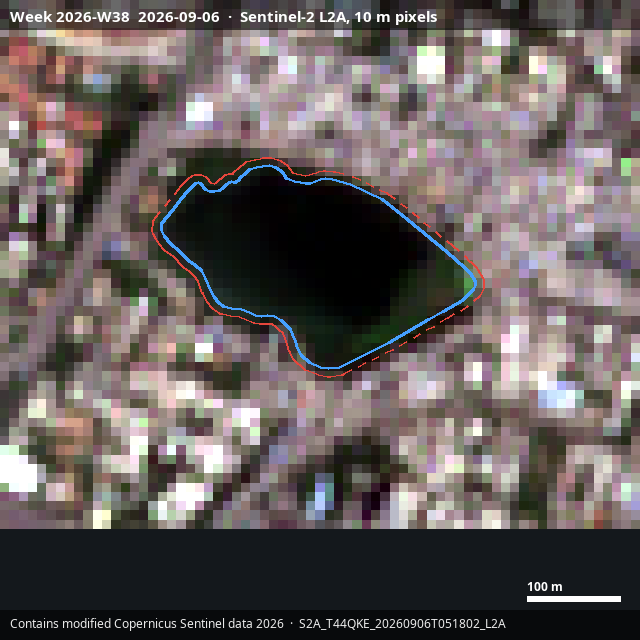 Week 2026-W38 2026-09-06 · Sentinel-2 L2A, 10 m pixels
100 m
Contains modified Copernicus Sentinel data 2026 · S2A_T44QKE_20260906T051802_L2A